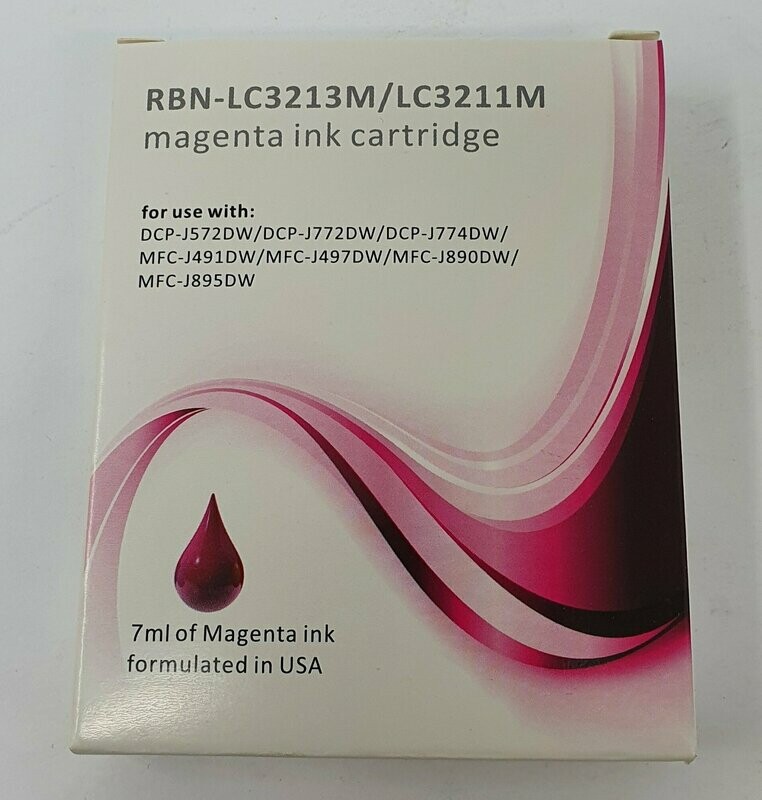 RBN-LC3213M/LC3211M
magenta ink cartridge
for use with:
DCP-J572DW/DCP-J772DW/DCP-J774DW/
MFC-J491DW/MFC-J497DW/MFC-J890DW/
MFC-J895DW
7ml of Magenta ink
formulated in USA